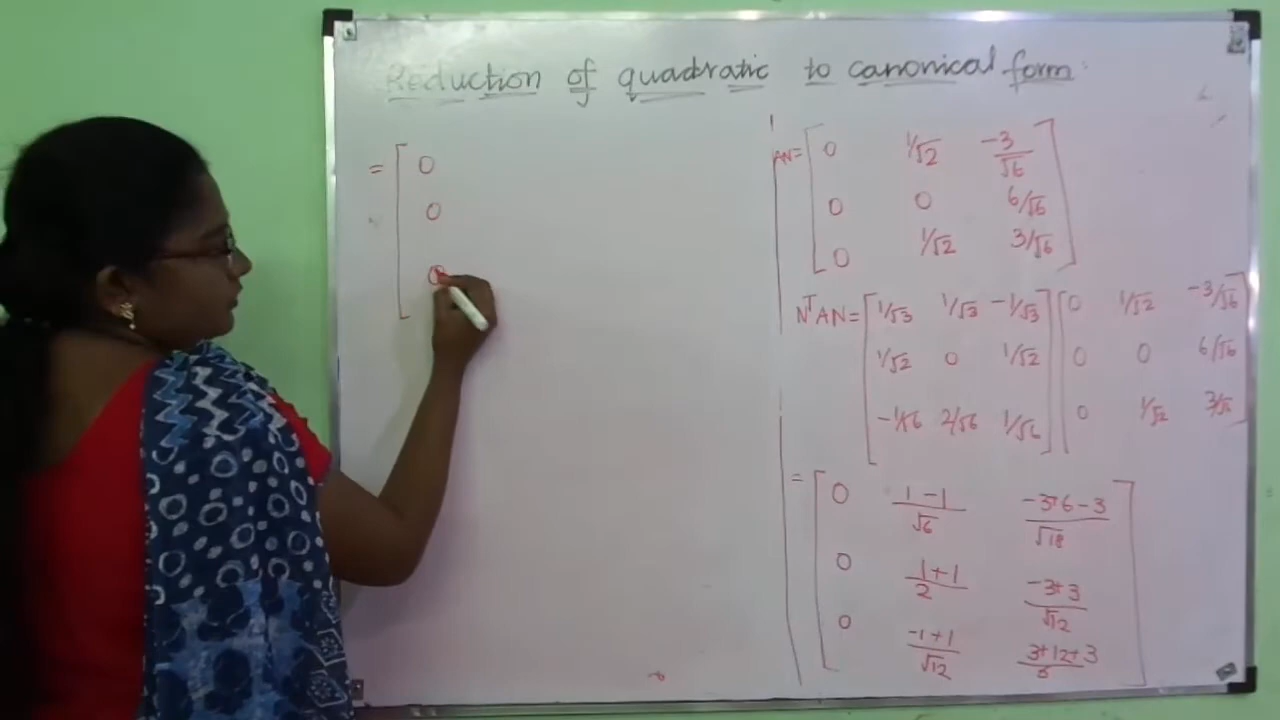 Reduction of quadratic to canonical form
= [ 0
0
0
AN = [ 0 1/√2 -3/√6 ]
0 0 6/√6
0 1/√2 3/√6
NᵀAN = [ 1/√3 1/√3 -1/√3 ] [ 0 1/√2 -3/√6 ]
1/√2 0 1/√2 0 0 6/√6
-1/√6 2/√6 1/√6 0 1/√2 3/√6
= [ 0 1-1/√6 -3+6-3/√18 ]
0 1+1/2 -3+3/√12
0 -1+1/√12 3+12+3/6